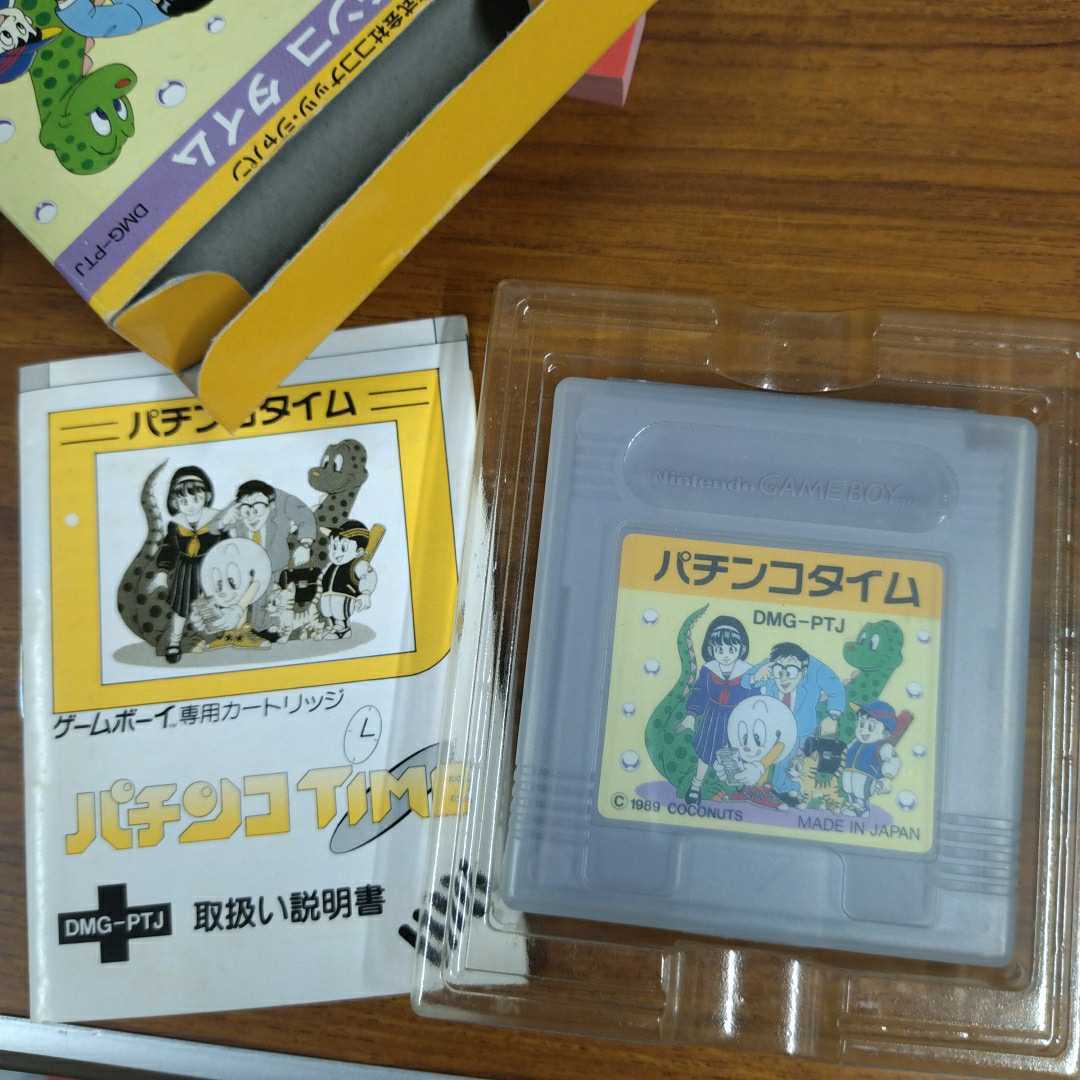 ンコタイム
式会社ココナッツ・ジャパン
DMG-PTJ
パチンコタイム
ゲームボーイ™専用カートリッジ
パチンコTIME
DMG-PTJ
取扱い説明書
Nintendo GAME BOY
パチンコタイム
DMG-PTJ
© 1989 COCONUTS
MADE IN JAPAN